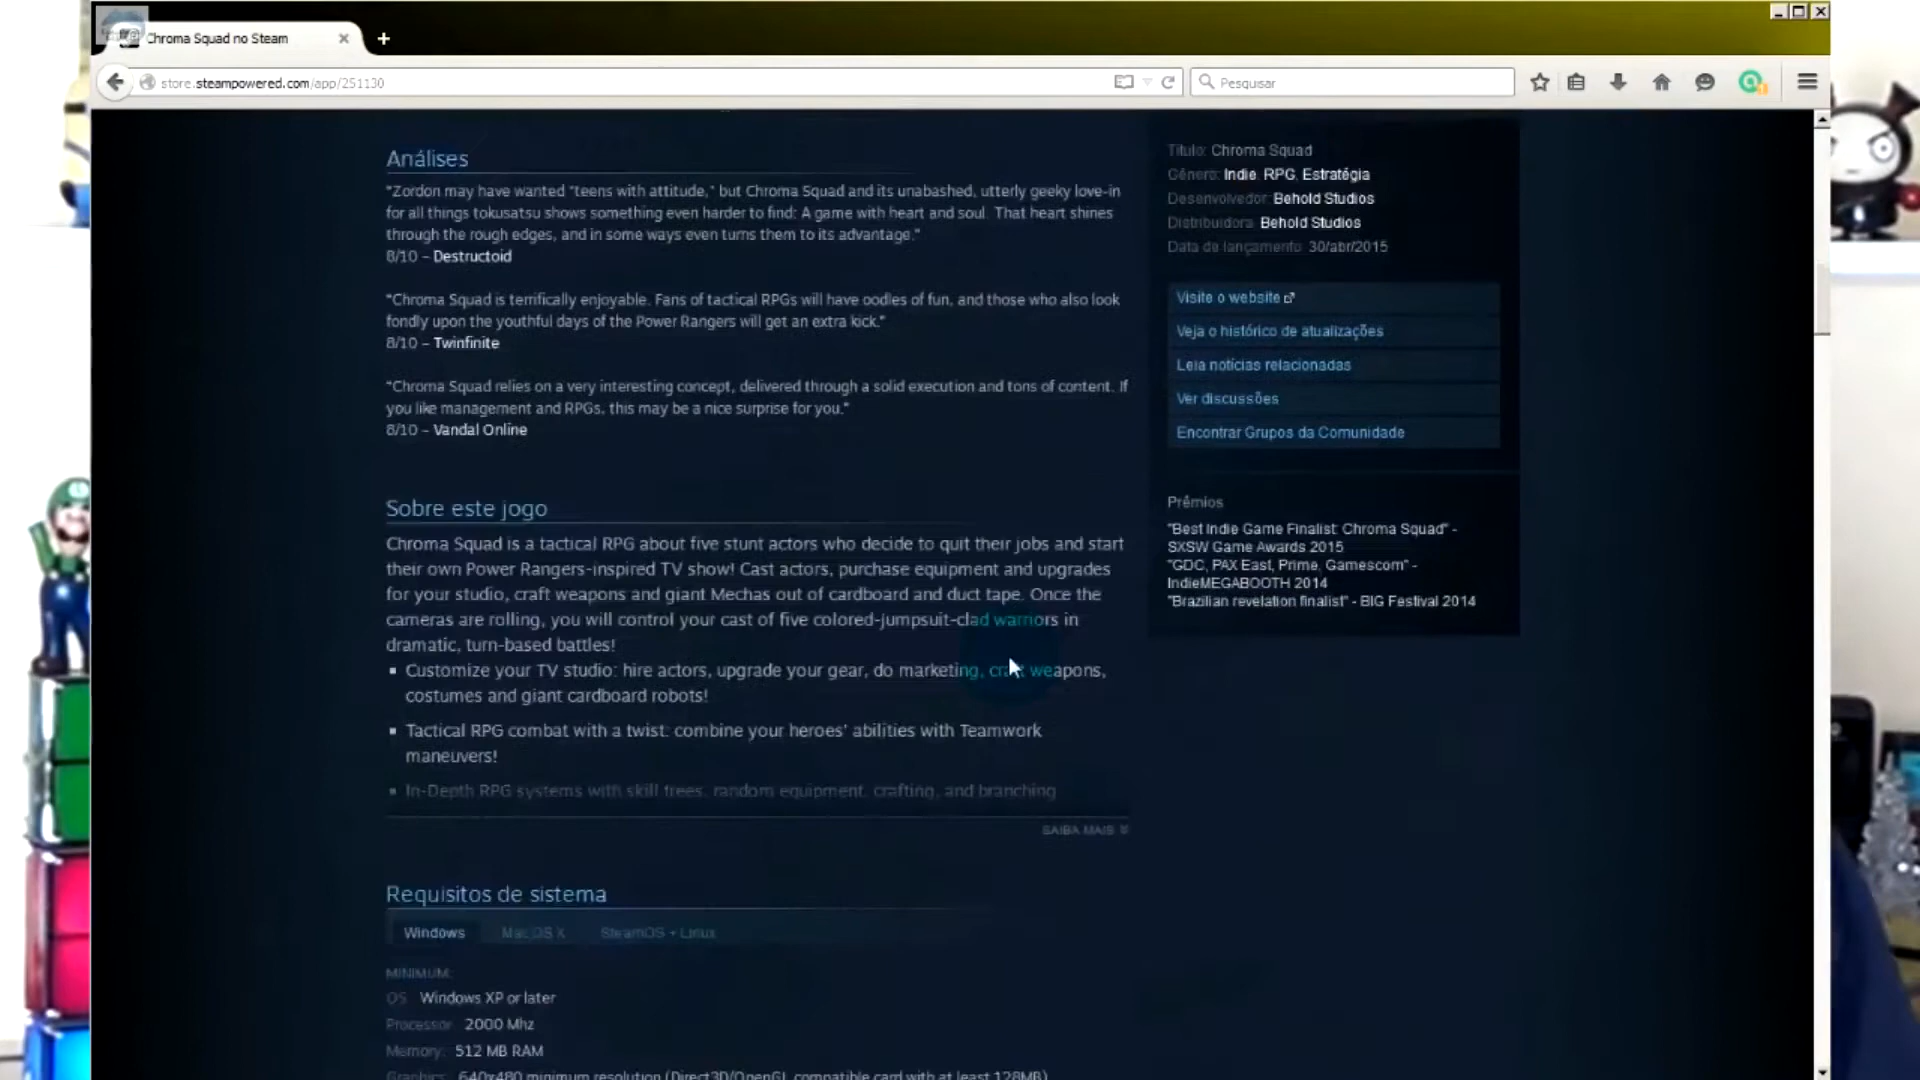 Chroma Squad no Steam
store.steampowered.com/app/251130
Pesquisar
Análises
"Zordon may have wanted "teens with attitude," but Chroma Squad and its unabashed, utterly geeky love-in
for all things tokusatsu shows something even harder to find: A game with heart and soul. That heart shines
through the rough edges, and in some ways even turns them to its advantage."
8/10 – Destructoid
"Chroma Squad is terrifically enjoyable. Fans of tactical RPGs will have oodles of fun, and those who also look
fondly upon the youthful days of the Power Rangers will get an extra kick."
8/10 – Twinfinite
"Chroma Squad relies on a very interesting concept, delivered through a solid execution and tons of content. If
you like management and RPGs, this may be a nice surprise for you."
8/10 – Vandal Online
Sobre este jogo
Chroma Squad is a tactical RPG about five stunt actors who decide to quit their jobs and start
their own Power Rangers-inspired TV show! Cast actors, purchase equipment and upgrades
for your studio, craft weapons and giant Mechas out of cardboard and duct tape. Once the
cameras are rolling, you will control your cast of five colored-jumpsuit-clad warriors in
dramatic, turn-based battles!
▪ Customize your TV studio: hire actors, upgrade your gear, do marketing, craft weapons,
costumes and giant cardboard robots!
▪ Tactical RPG combat with a twist: combine your heroes' abilities with Teamwork
maneuvers!
▪ In-Depth RPG systems with skill trees, random equipment, crafting, and branching
SAIBA MAIS
Requisitos de sistema
Windows Mac OS X SteamOS + Linux
MINIMUM:
OS: Windows XP or later
Processor: 2000 Mhz
Memory: 512 MB RAM
Graphics: 640x480 minimum resolution (Direct3D/OpenGL compatible card with at least 128MB)
Título: Chroma Squad
Gênero: Indie, RPG, Estratégia
Desenvolvedor: Behold Studios
Distribuidora: Behold Studios
Data de lançamento: 30/abr/2015
Visite o website
Veja o histórico de atualizações
Leia notícias relacionadas
Ver discussões
Encontrar Grupos da Comunidade
Prêmios
"Best Indie Game Finalist: Chroma Squad" -
SXSW Game Awards 2015
"GDC, PAX East, Prime, Gamescom" -
IndieMEGABOOTH 2014
"Brazilian revelation finalist" - BIG Festival 2014